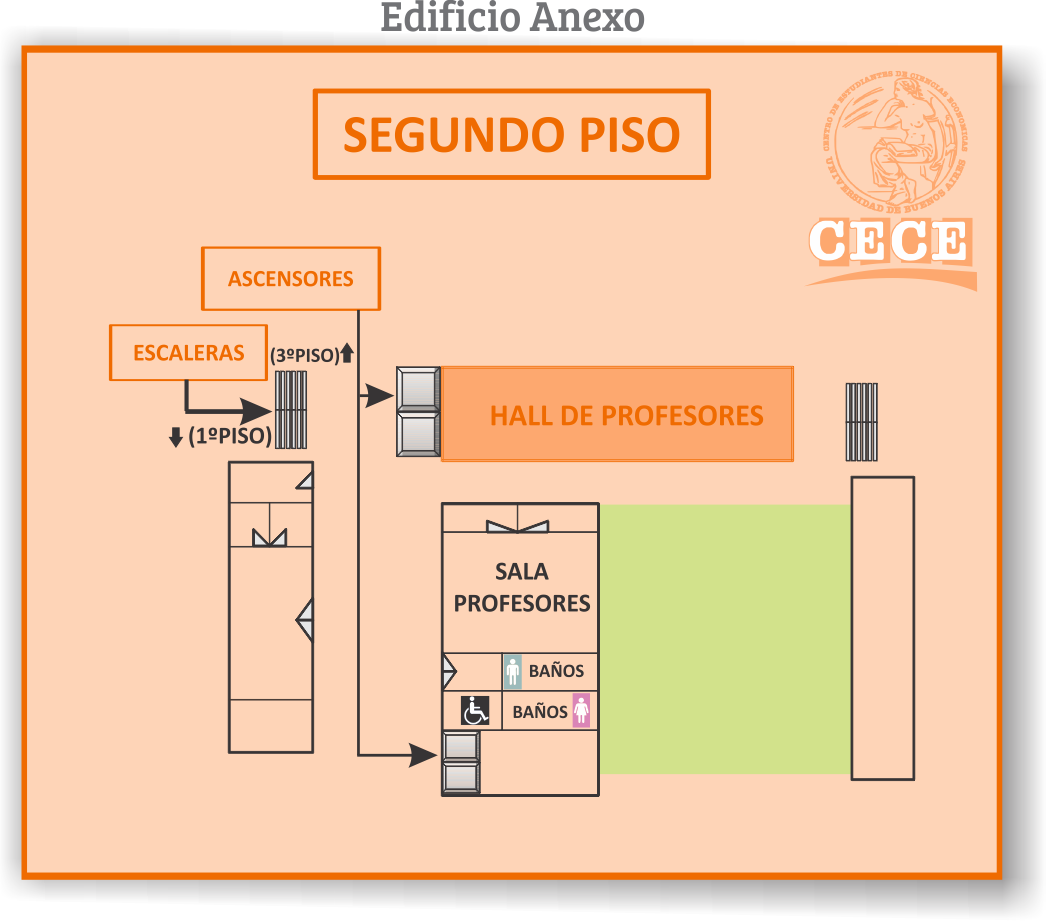 Edificio Anexo
SEGUNDO PISO
CENTRO DE ESTUDIANTES DE CIENCIAS ECONOMICAS
UNIVERSIDAD DE BUENOS AIRES
CECE
ASCENSORES
ESCALERAS
(3ºPISO)
(1ºPISO)
HALL DE PROFESORES
SALA
PROFESORES
BAÑOS
BAÑOS